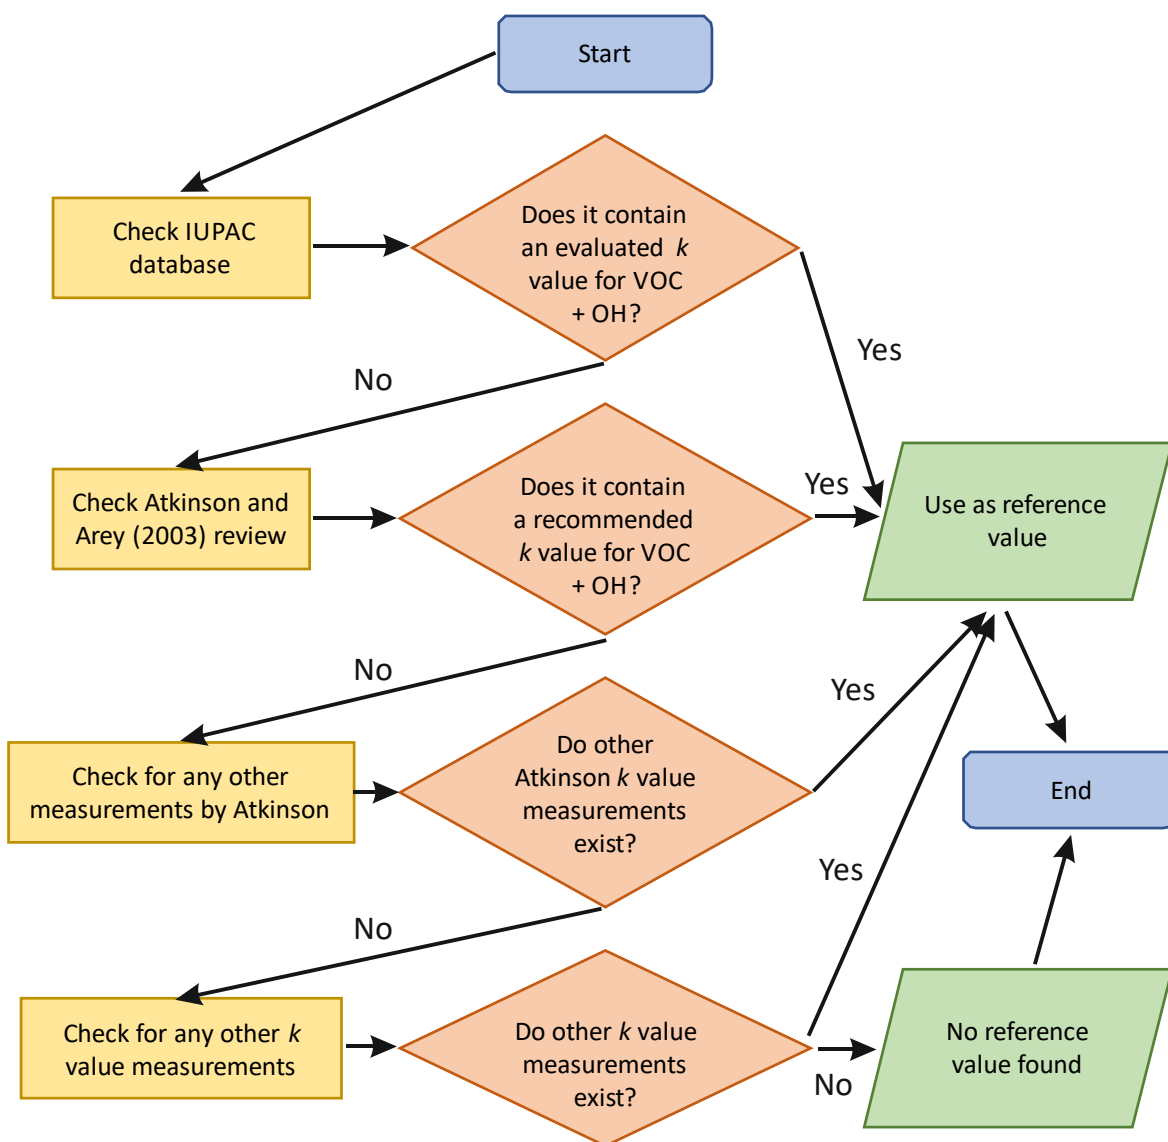 Start
Check IUPAC
database
Does it contain
an evaluated k
value for VOC
+ OH?
Yes
No
Check Atkinson and
Arey (2003) review
Does it contain
a recommended
k value for VOC
+ OH?
Yes
Use as reference
value
No
Check for any other
measurements by Atkinson
Do other
Atkinson k value
measurements
exist?
Yes
End
No
Yes
Check for any other k
value measurements
Do other k value
measurements
exist?
No
No reference
value found